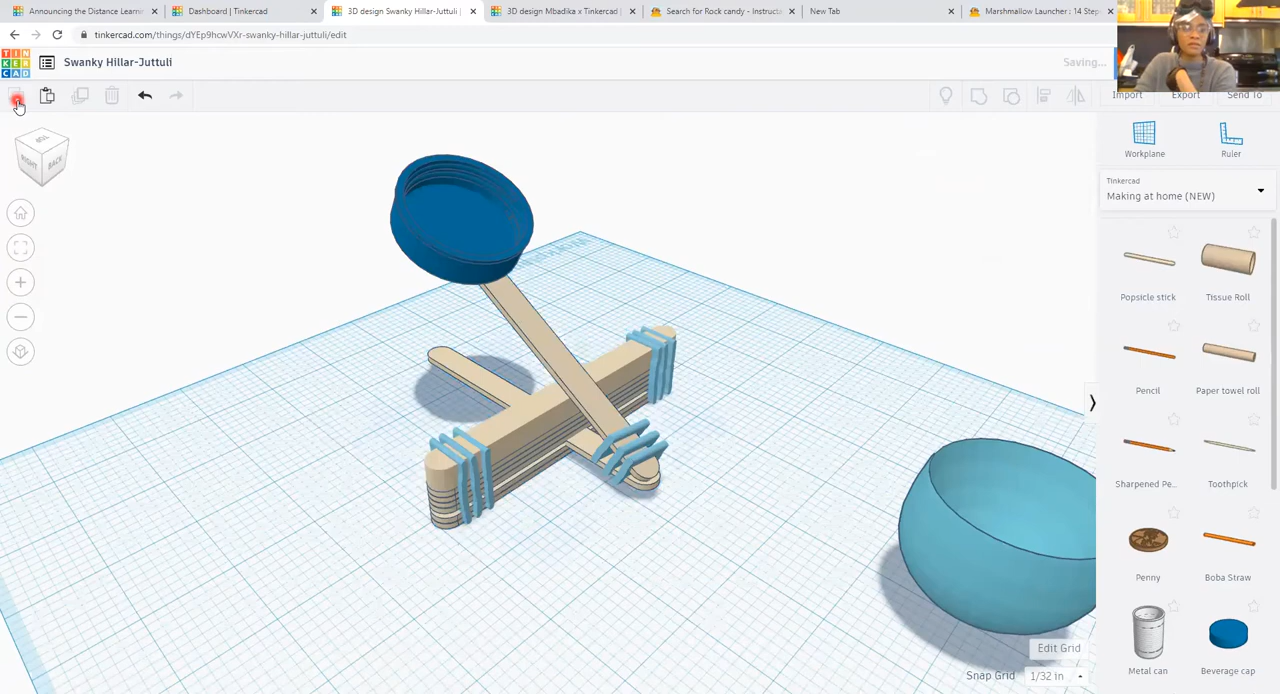 Announcing the Distance Learn
Dashboard | Tinkercad
3D design Swanky Hillar-Juttuli |
3D design Mbadika x Tinkercad |
Search for Rock candy - Instructa
New Tab
Marshmallow Launcher : 14 Step
tinkercad.com/things/dYEp9hcwVXr-swanky-hillar-juttuli/edit
TIN
KER
CAD
Swanky Hillar-Juttuli
Saving...
Import
Export
Send To
TOP
RIGHT
BACK
Workplane
Ruler
Tinkercad
Making at home (NEW)
Popsicle stick
Tissue Roll
Pencil
Paper towel roll
Sharpened Pe...
Toothpick
Penny
Boba Straw
Metal can
Beverage cap
Edit Grid
Snap Grid
1/32 in